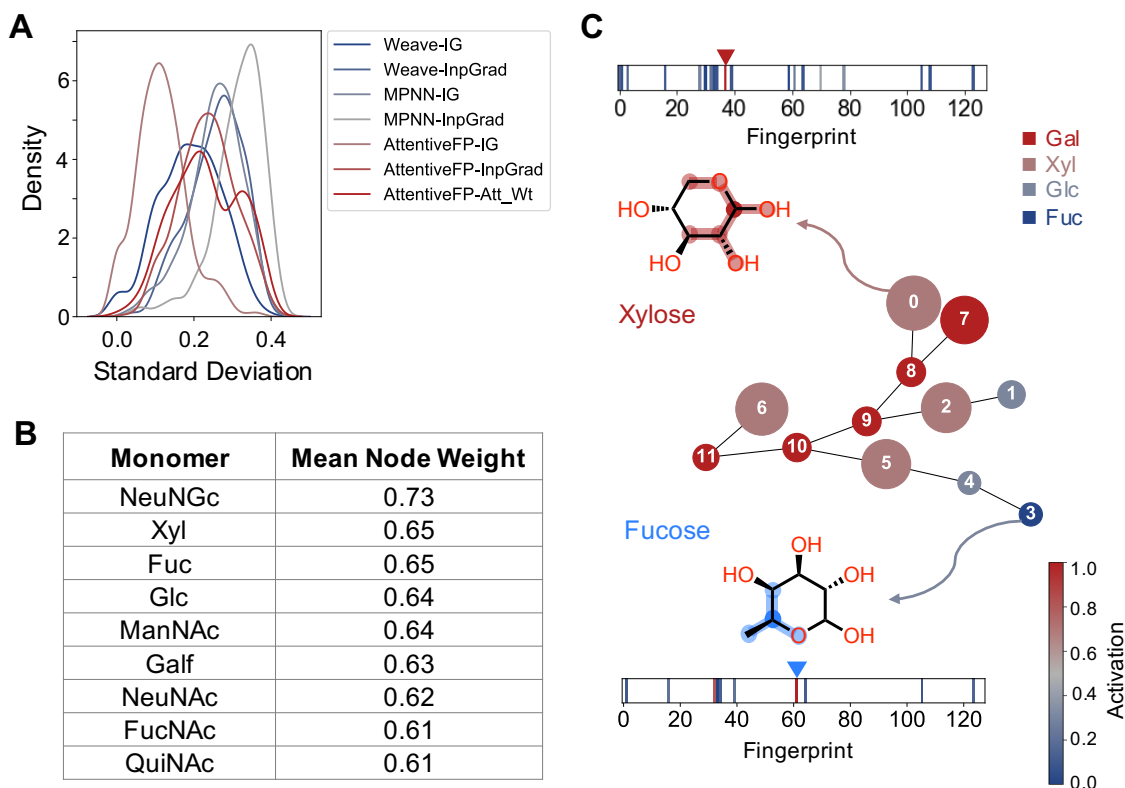 A
Density
6
4
2
0
0.0 0.2 0.4
Standard Deviation
Weave-IG
Weave-InpGrad
MPNN-IG
MPNN-InpGrad
AttentiveFP-IG
AttentiveFP-InpGrad
AttentiveFP-Att_Wt
B
Monomer Mean Node Weight
NeuNGc 0.73
Xyl 0.65
Fuc 0.65
Glc 0.64
ManNAc 0.64
Galf 0.63
NeuNAc 0.62
FucNAc 0.61
QuiNAc 0.61
C
0 20 40 60 80 100 120
Fingerprint
Gal
Xyl
Glc
Fuc
O
HO
OH
HO
OH
Xylose
0
7
8
1
2
6
9
10
11
5
4
3
Fucose
OH
HO
OH
O
OH
0 20 40 60 80 100 120
Fingerprint
1.0
0.8
0.6
0.4
0.2
0.0
Activation